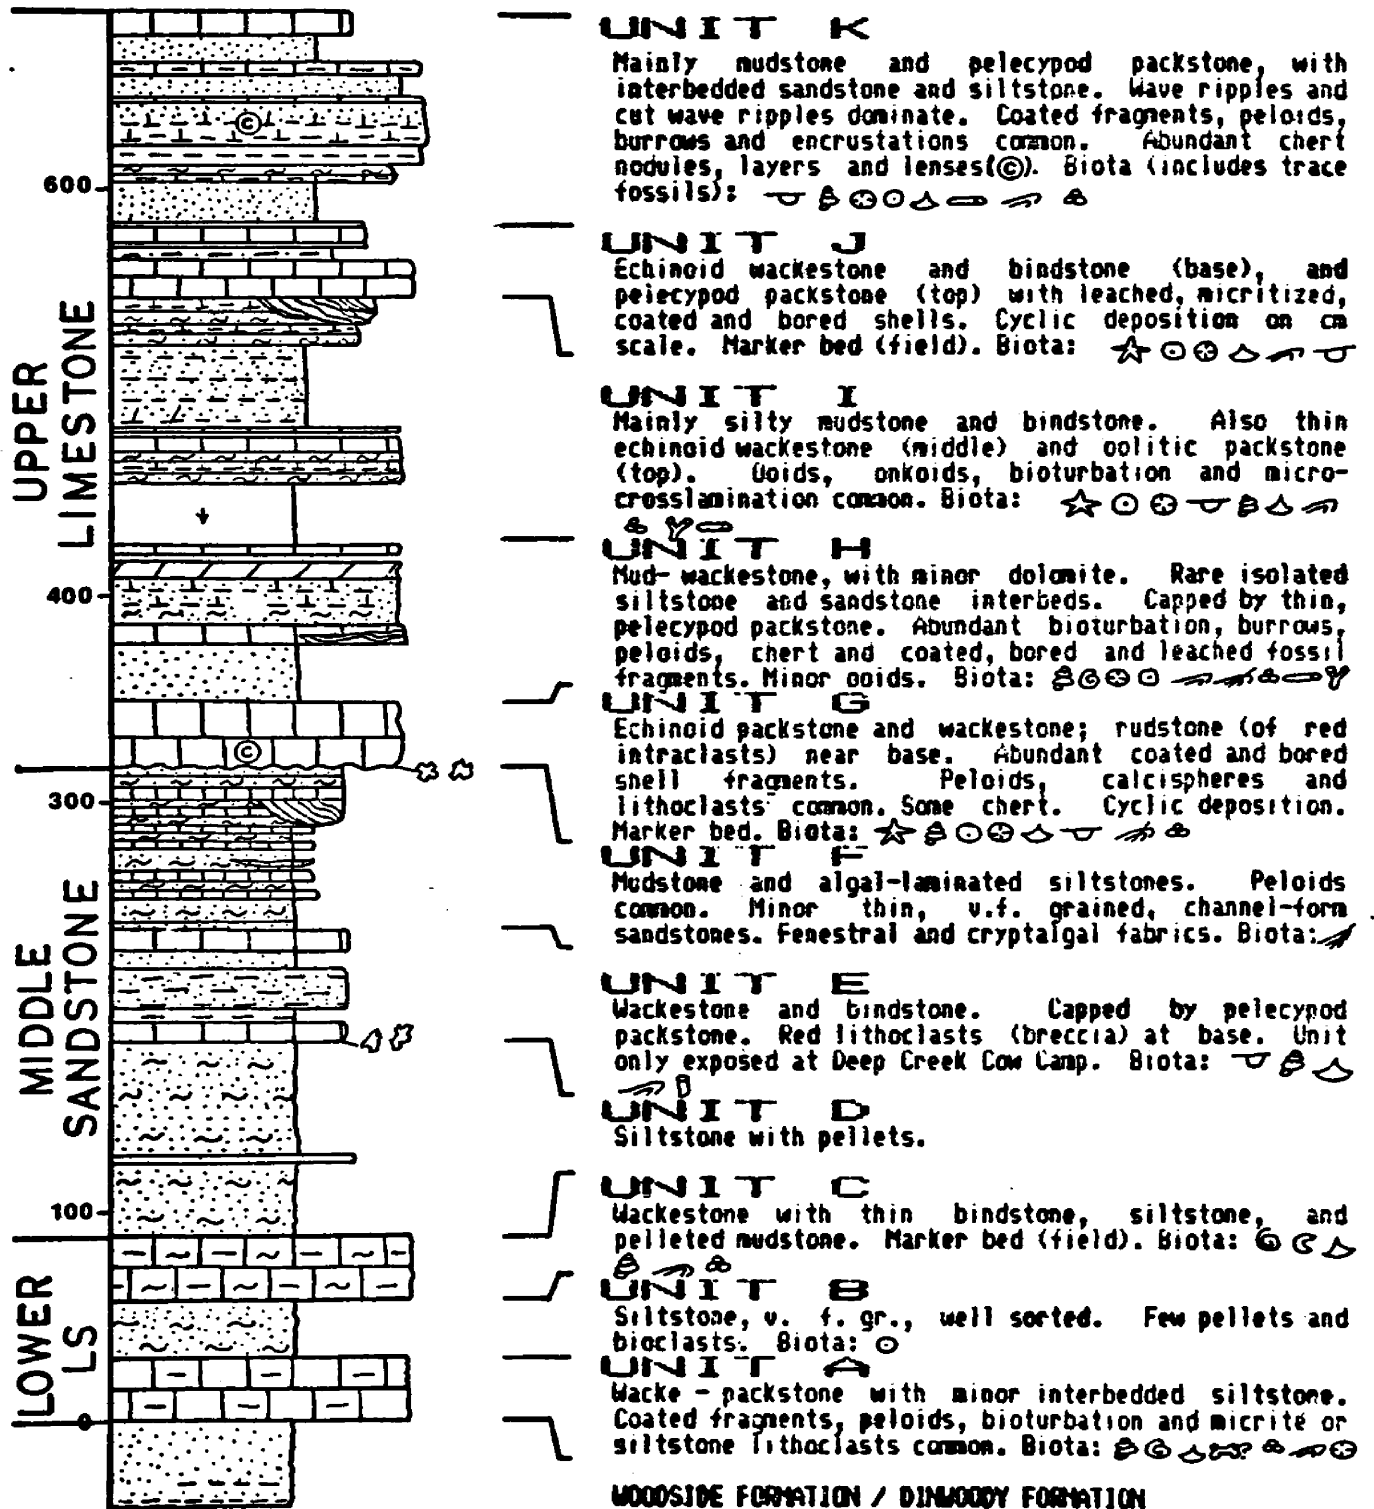 UNIT K
Mainly mudstone and pelecypod packstone, with
interbedded sandstone and siltstone. Wave ripples and
cut wave ripples dominate. Coated fragments, peloids,
burrows and encrustations common. Abundant chert
nodules, layers and lenses(©). Biota (includes trace
fossils):
UNIT J
Echinoid wackestone and bindstone (base), and
pelecypod packstone (top) with leached, micritized,
coated and bored shells. Cyclic deposition on cm
scale. Marker bed (field). Biota:
UNIT I
Mainly silty mudstone and bindstone. Also thin
echinoid wackestone (middle) and oolitic packstone
(top). Ooids, onkoids, bioturbation and micro-
crosslamination common. Biota:
UNIT H
Mud- wackestone, with minor dolomite. Rare isolated
siltstone and sandstone interbeds. Capped by thin,
pelecypod packstone. Abundant bioturbation, burrows,
peloids, chert and coated, bored and leached fossil
fragments. Minor ooids. Biota:
UNIT G
Echinoid packstone and wackestone; rudstone (of red
intraclasts) near base. Abundant coated and bored
shell fragments. Peloids, calcispheres and
lithoclasts common. Some chert. Cyclic deposition.
Marker bed. Biota:
UNIT F
Mudstone and algal-laminated siltstones. Peloids
common. Minor thin, v.f. grained, channel-form
sandstones. Fenestral and cryptalgal fabrics. Biota:
UNIT E
Wackestone and bindstone. Capped by pelecypod
packstone. Red lithoclasts (breccia) at base. Unit
only exposed at Deep Creek Cow Camp. Biota:
UNIT D
Siltstone with pellets.
UNIT C
Wackestone with thin bindstone, siltstone, and
pelleted mudstone. Marker bed (field). Biota:
UNIT B
Siltstone, v. f. gr., well sorted. Few pellets and
bioclasts. Biota:
UNIT A
Wacke - packstone with minor interbedded siltstone.
Coated fragments, peloids, bioturbation and micrite or
siltstone lithoclasts common. Biota:
WOODSIDE FORMATION / DINWOODY FORMATION
UPPER
LIMESTONE
MIDDLE
SANDSTONE
LOWER
LS
600
400
300
100
0
©
©